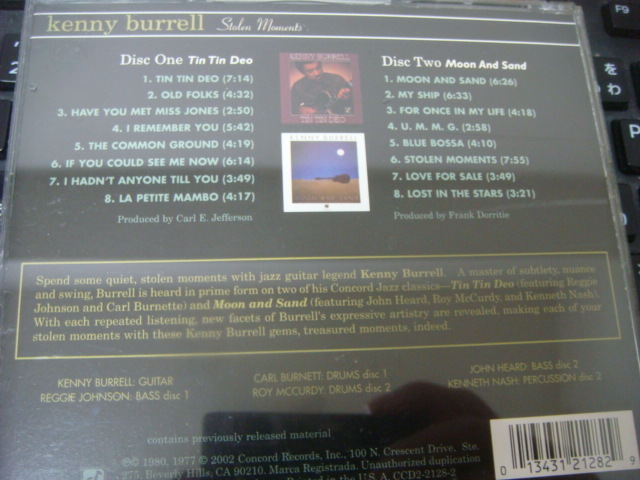 kenny burrell Stolen Moments
Disc One Tin Tin Deo
1. TIN TIN DEO (7:14)
2. OLD FOLKS (4:32)
3. HAVE YOU MET MISS JONES (2:50)
4. I REMEMBER YOU (5:42)
5. THE COMMON GROUND (4:19)
6. IF YOU COULD SEE ME NOW (6:14)
7. I HADN'T ANYONE TILL YOU (3:49)
8. LA PETITE MAMBO (4:17)
Produced by Carl E. Jefferson
KENNY BURRELL
TIN TIN DEO
KENNY BURRELL
Disc Two Moon And Sand
1. MOON AND SAND (6:26)
2. MY SHIP (6:33)
3. FOR ONCE IN MY LIFE (4:18)
4. U. M. M. G. (2:58)
5. BLUE BOSSA (4:10)
6. STOLEN MOMENTS (7:55)
7. LOVE FOR SALE (3:49)
8. LOST IN THE STARS (3:21)
Produced by Frank Dorritie
Spend some quiet, stolen moments with jazz guitar legend Kenny Burrell. A master of subtlety, nuance
and swing, Burrell is heard in prime form on two of his Concord Jazz classics—Tin Tin Deo (featuring Reggie
Johnson and Carl Burnette) and Moon and Sand (featuring John Heard, Roy McCurdy, and Kenneth Nash).
With each repeated listening, new facets of Burrell's expressive artistry are revealed, making each of your
stolen moments with these Kenny Burrell gems, treasured moments, indeed.
KENNY BURRELL: GUITAR
REGGIE JOHNSON: BASS disc 1
CARL BURNETT: DRUMS disc 1
ROY MCCURDY: DRUMS disc 2
JOHN HEARD: BASS disc 2
KENNETH NASH: PERCUSSION disc 2
contains previously released material
℗© 1980, 1977 ℗ © 2002 Concord Records, Inc., 100 N. Crescent Drive. Ste.
275, Beverly Hills, CA 90210. Marca Registrada. Unauthorized duplication
Printed in the U.S. A. CCD2-2128-2
0 13431 21282 9
を
わ